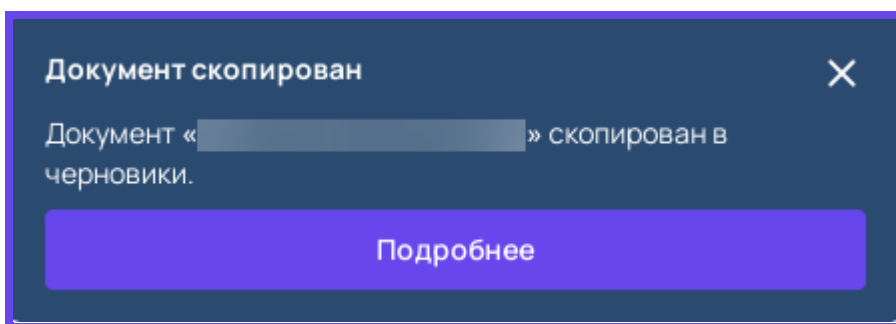 Документ скопирован
Документ «» скопирован в
черновики.
Подробнее